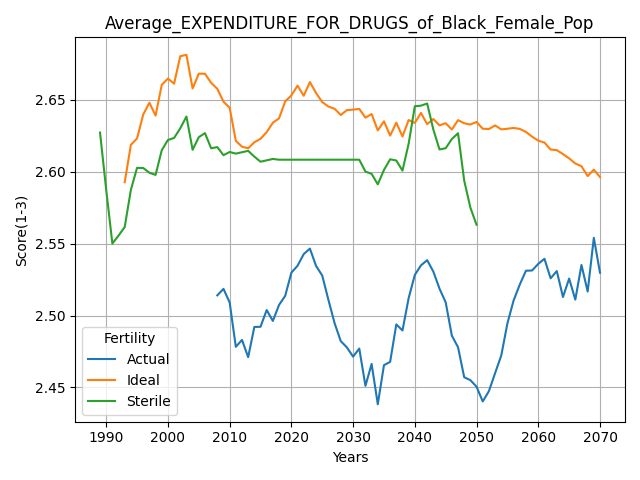 Average_EXPENDITURE_FOR_DRUGS_of_Black_Female_Pop
Score(1-3)
2.65
2.60
2.55
2.50
2.45
Fertility
Actual
Ideal
Sterile
1990 2000 2010 2020 2030 2040 2050 2060 2070
Years